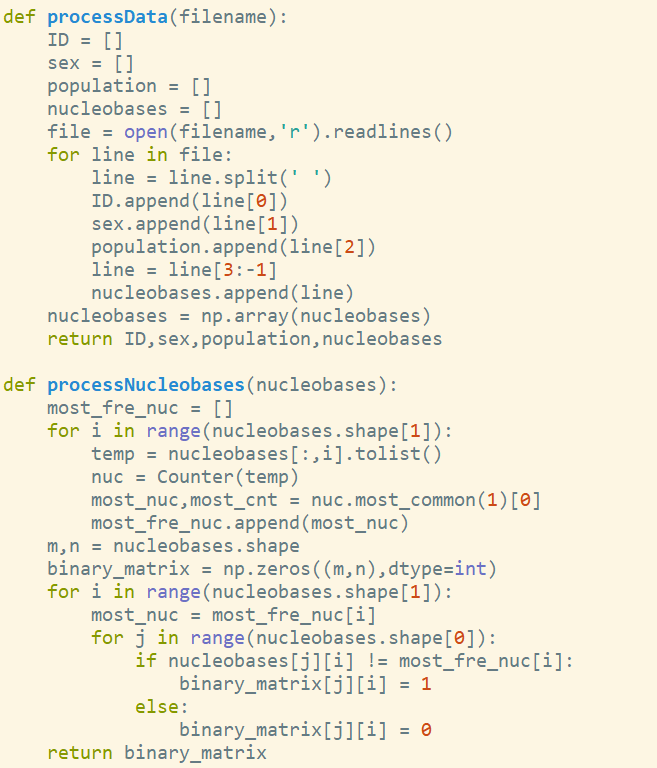 def processData(filename):
    ID = []
    sex = []
    population = []
    nucleobases = []
    file = open(filename,'r').readlines()
    for line in file:
        line = line.split(' ')
        ID.append(line[0])
        sex.append(line[1])
        population.append(line[2])
        line = line[3:-1]
        nucleobases.append(line)
    nucleobases = np.array(nucleobases)
    return ID,sex,population,nucleobases

def processNucleobases(nucleobases):
    most_fre_nuc = []
    for i in range(nucleobases.shape[1]):
        temp = nucleobases[:,i].tolist()
        nuc = Counter(temp)
        most_nuc,most_cnt = nuc.most_common(1)[0]
        most_fre_nuc.append(most_nuc)
    m,n = nucleobases.shape
    binary_matrix = np.zeros((m,n),dtype=int)
    for i in range(nucleobases.shape[1]):
        most_nuc = most_fre_nuc[i]
        for j in range(nucleobases.shape[0]):
            if nucleobases[j][i] != most_fre_nuc[i]:
                binary_matrix[j][i] = 1
            else:
                binary_matrix[j][i] = 0
    return binary_matrix